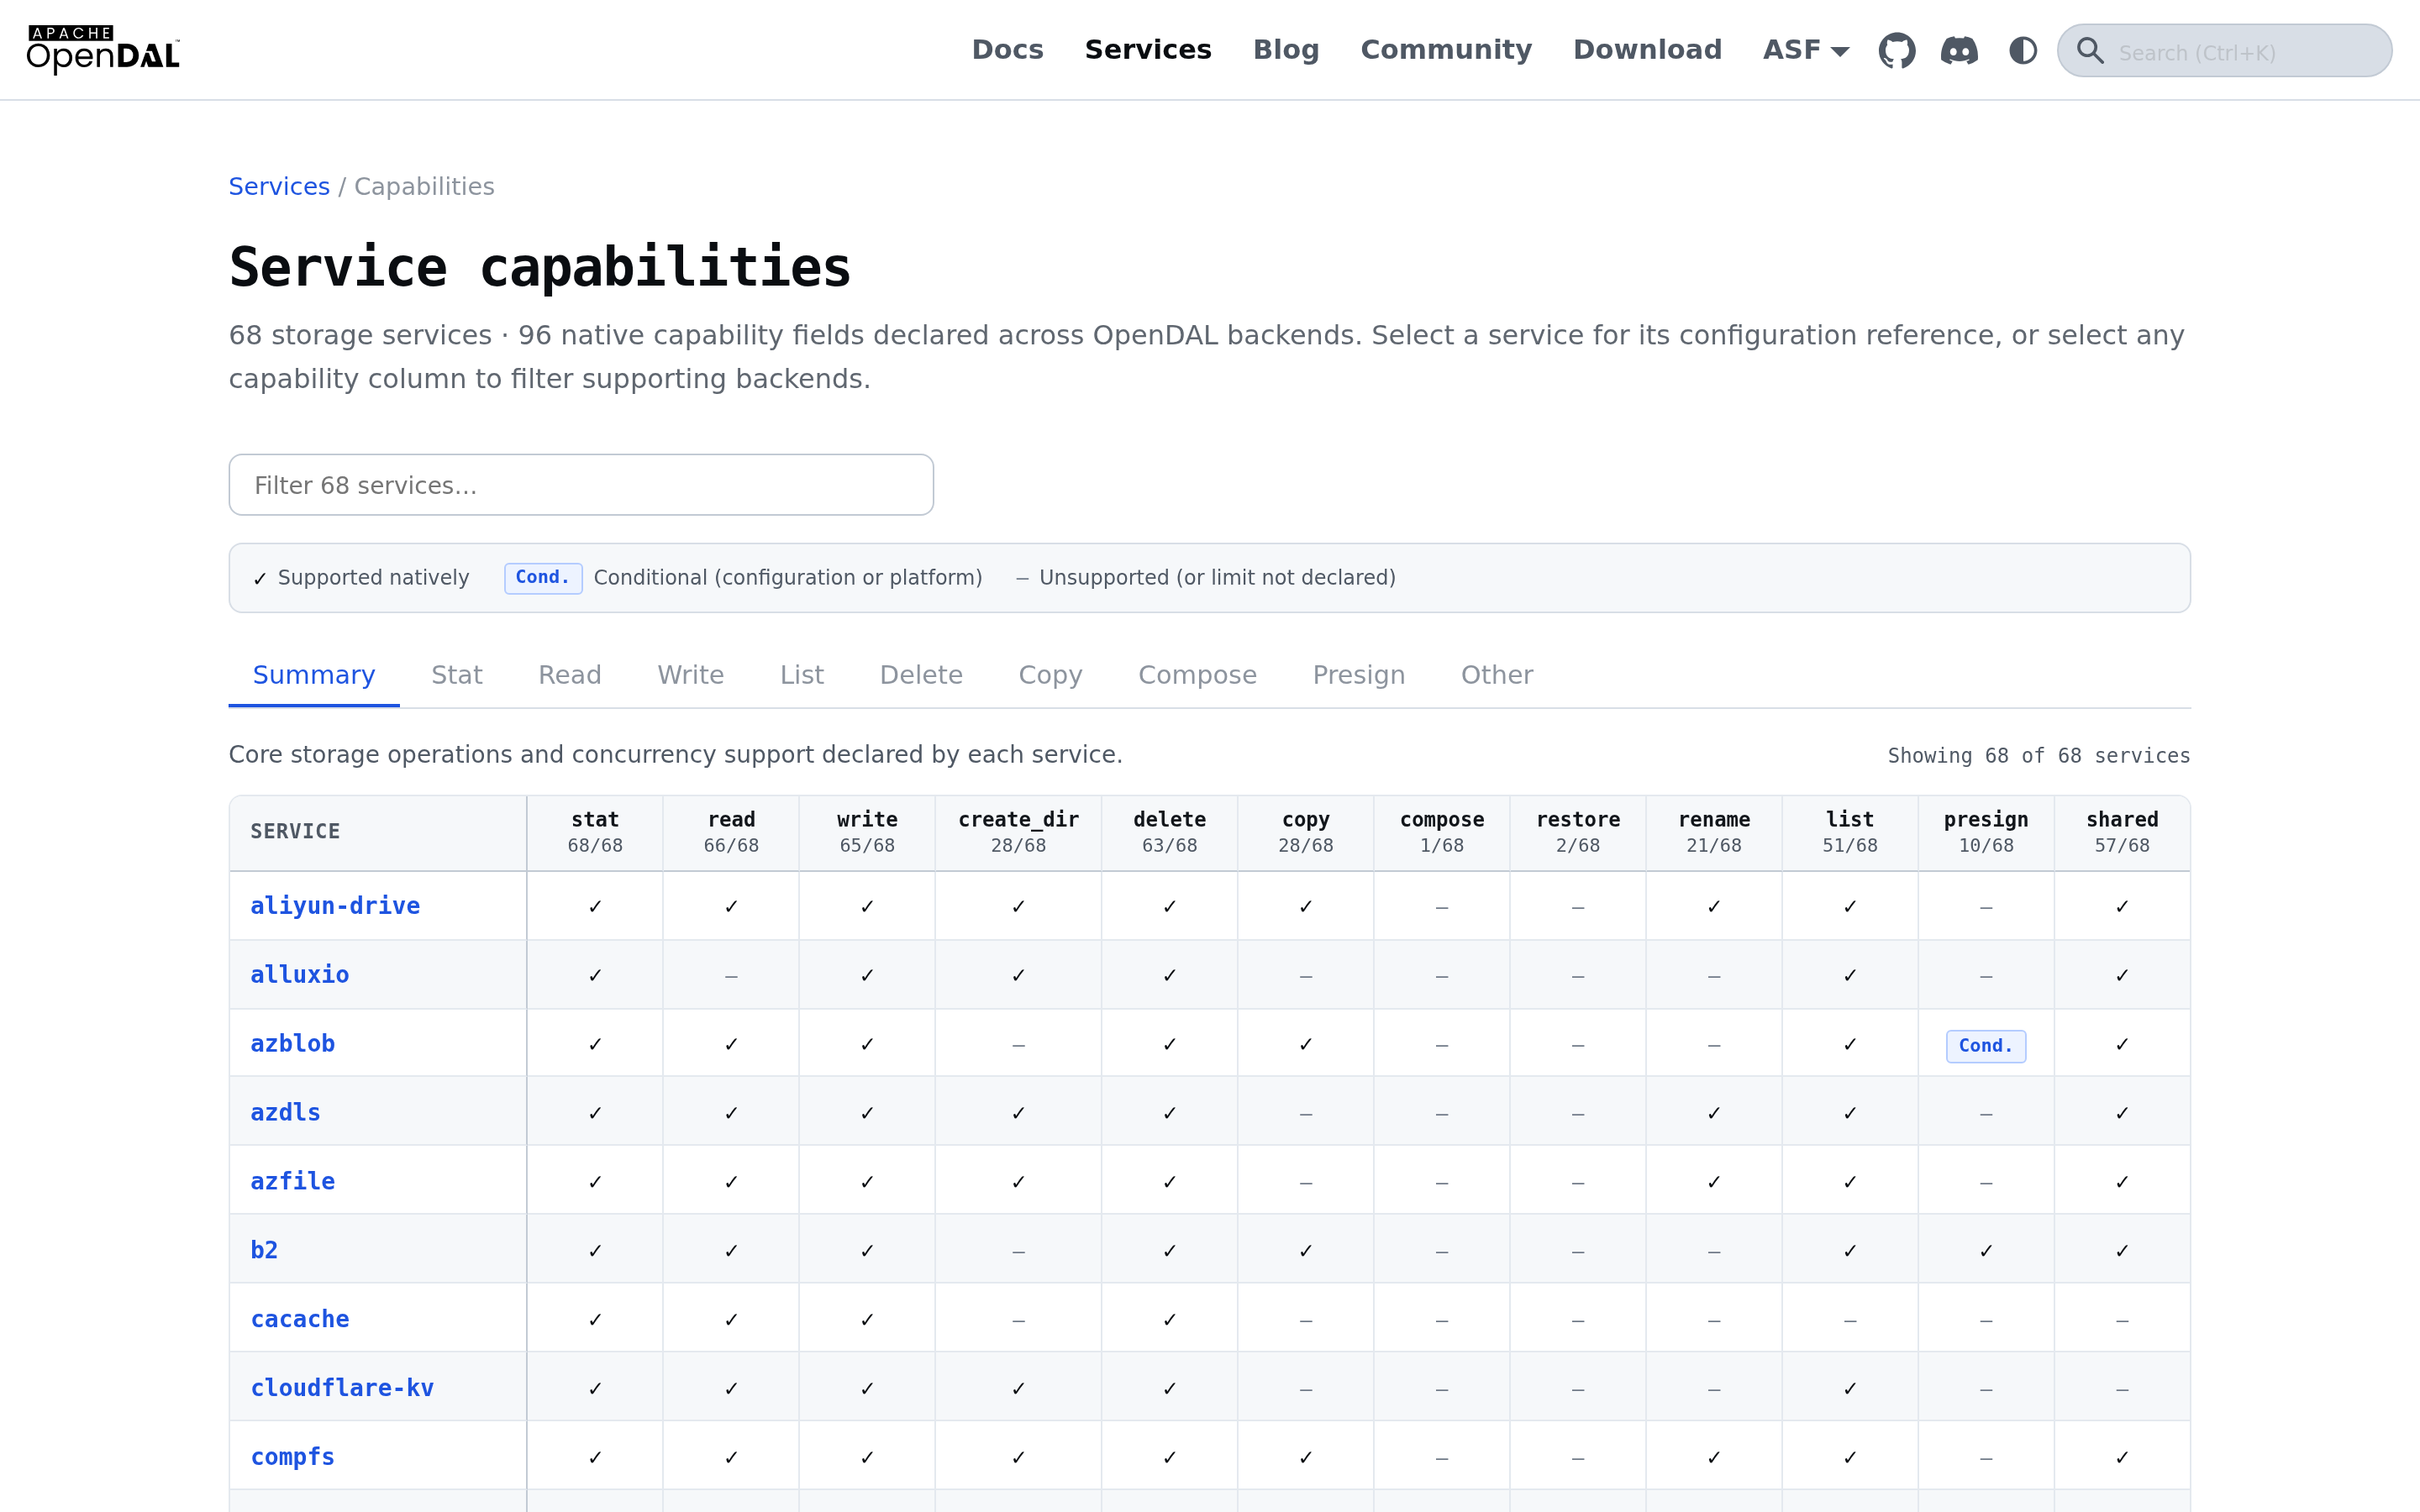 APACHE
OpenDAL™
Docs Services Blog Community Download ASF Search (Ctrl+K)
Services / Capabilities
Service capabilities
68 storage services · 96 native capability fields declared across OpenDAL backends. Select a service for its configuration reference, or select any
capability column to filter supporting backends.
Filter 68 services...
✓ Supported natively Cond. Conditional (configuration or platform) – Unsupported (or limit not declared)
Summary Stat Read Write List Delete Copy Compose Presign Other
Core storage operations and concurrency support declared by each service. Showing 68 of 68 services
SERVICE stat read write create_dir delete copy compose restore rename list presign shared
68/68 66/68 65/68 28/68 63/68 28/68 1/68 2/68 21/68 51/68 10/68 57/68
aliyun-drive ✓ ✓ ✓ ✓ ✓ ✓ – – ✓ ✓ – ✓
alluxio ✓ – ✓ ✓ ✓ – – – – ✓ – ✓
azblob ✓ ✓ ✓ – ✓ ✓ – – – ✓ Cond. ✓
azdls ✓ ✓ ✓ ✓ ✓ – – – ✓ ✓ – ✓
azfile ✓ ✓ ✓ ✓ ✓ – – – ✓ ✓ – ✓
b2 ✓ ✓ ✓ – ✓ ✓ – – – ✓ ✓ ✓
cacache ✓ ✓ ✓ – ✓ – – – – – – –
cloudflare-kv ✓ ✓ ✓ ✓ ✓ – – – – ✓ – –
compfs ✓ ✓ ✓ ✓ ✓ ✓ – – ✓ ✓ – ✓